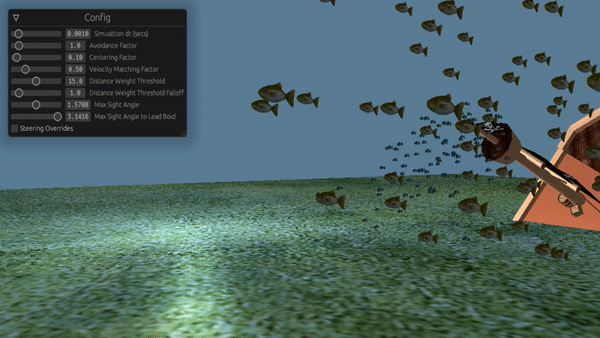 Config
0.0010 Simualtion dt (secs)
1.0 Avoidance Factor
0.10 Centering Factor
0.50 Velocity Matching Factor
15.0 Distance Weight Threshold
1.0 Distance Weight Threshold Falloff
1.5708 Max Sight Angle
3.1416 Max Sight Angle to Lead Boid
Steering Overrides